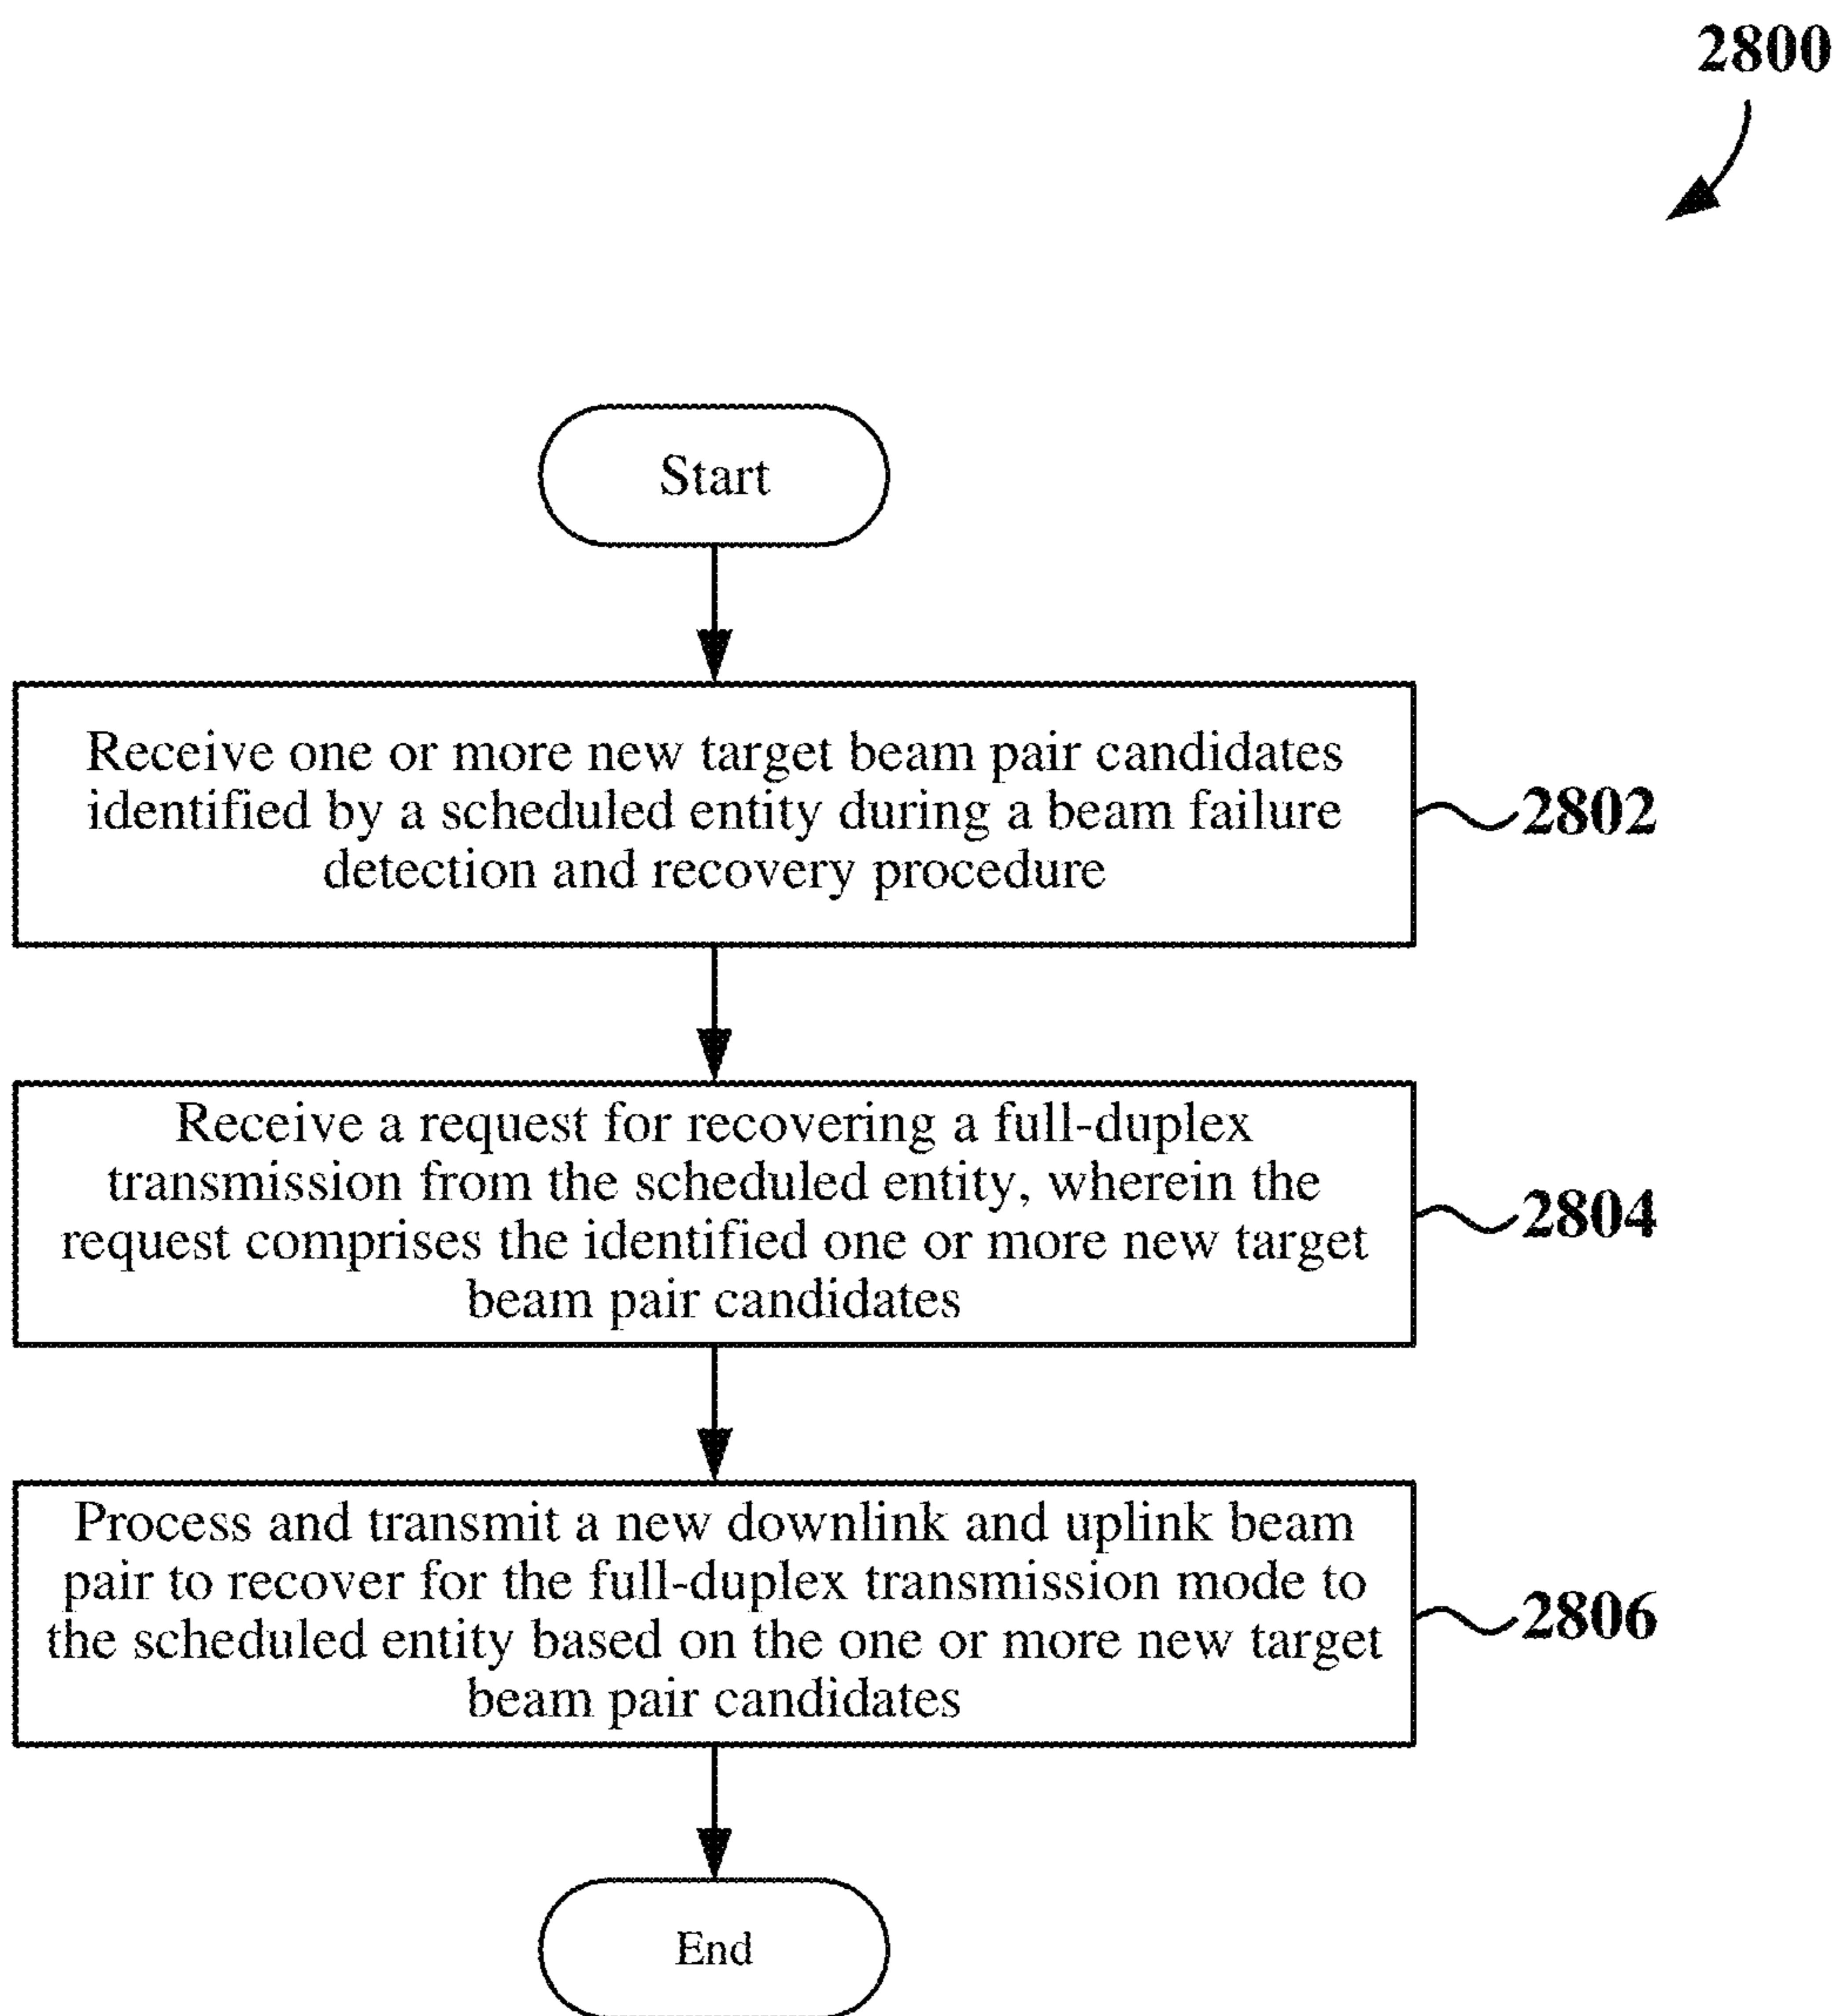 2800
Start
Receive one or more new target beam pair candidates
identified by a scheduled entity during a beam failure
detection and recovery procedure
2802
Receive a request for recovering a full-duplex
transmission from the scheduled entity, wherein the
request comprises the identified one or more new target
beam pair candidates
2804
Process and transmit a new downlink and uplink beam
pair to recover for the full-duplex transmission mode to
the scheduled entity based on the one or more new target
beam pair candidates
2806
End